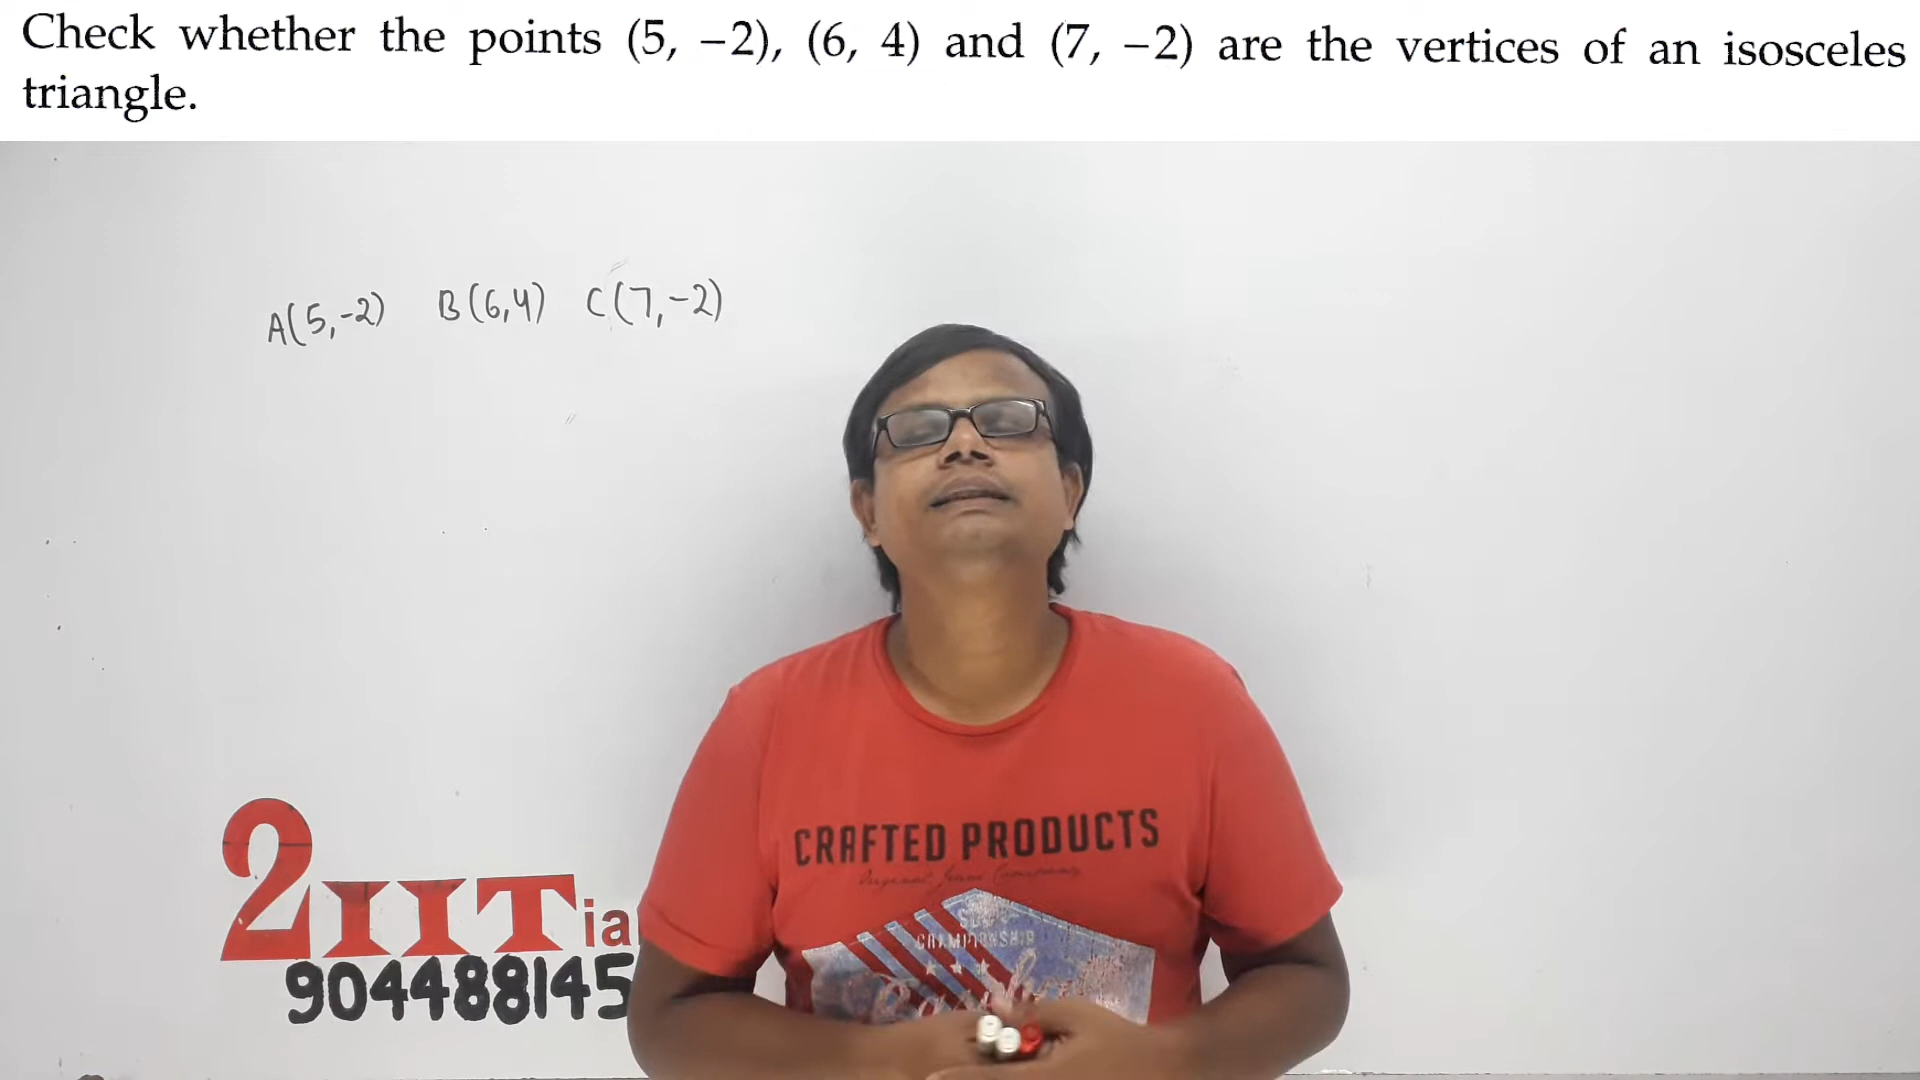 Check whether the points (5, –2), (6, 4) and (7, –2) are the vertices of an isosceles
triangle.
A(5,-2) B(6,4) C(7,-2)
CRAFTED PRODUCTS
CHAMPIONSHIP
2IITia
904488145